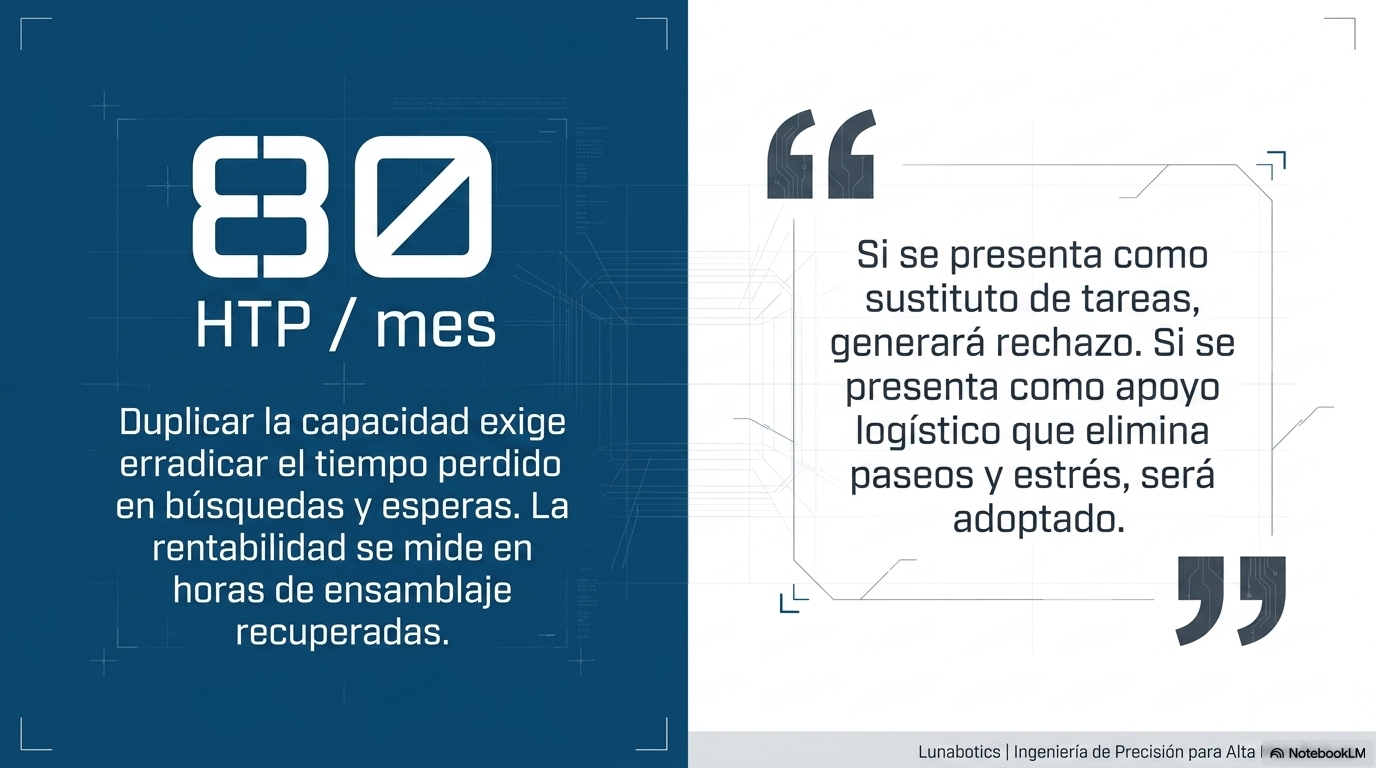 80
HTP / mes
Duplicar la capacidad exige
erradicar el tiempo perdido
en búsquedas y esperas. La
rentabilidad se mide en
horas de ensamblaje
recuperadas.
“
Si se presenta como
sustituto de tareas,
generará rechazo. Si se
presenta como apoyo
logístico que elimina
paseos y estrés, será
adoptado.
”
Lunabotics | Ingeniería de Precisión para Alta
NotebookLM